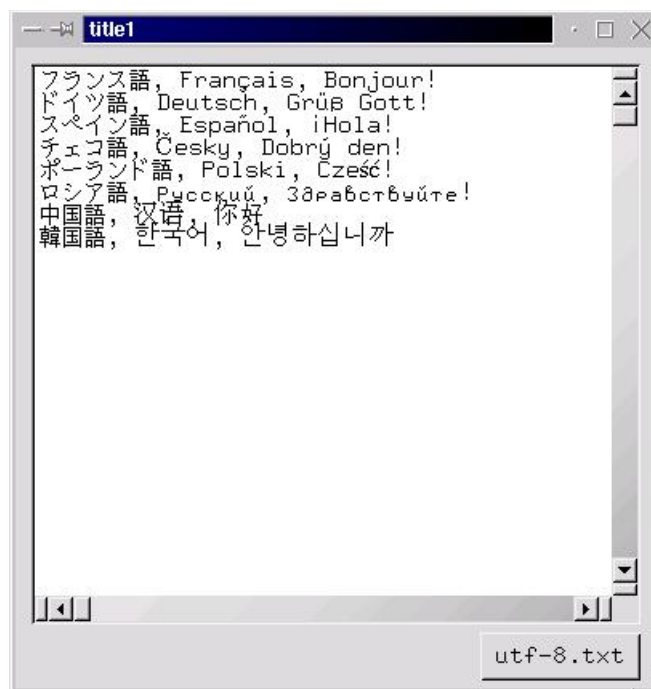 title1
フランス語, Français, Bonjour!
ドイツ語, Deutsch, Grüß Gott!
スペイン語, Español, ¡Hola!
チェコ語, Česky, Dobrý den!
ポーランド語, Polski, Cześć!
ロシア語, Русский, Здравствуйте!
中国語, 汉语, 你好
韓国語, 한국어, 안녕하십니까
utf-8.txt